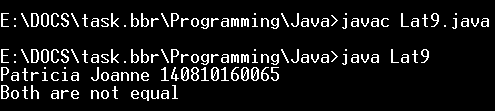 E:\DOCS\task.bbr\Programming\Java>javac Lat9.java
E:\DOCS\task.bbr\Programming\Java>java Lat9
Patricia Joanne 140810160065
Both are not equal